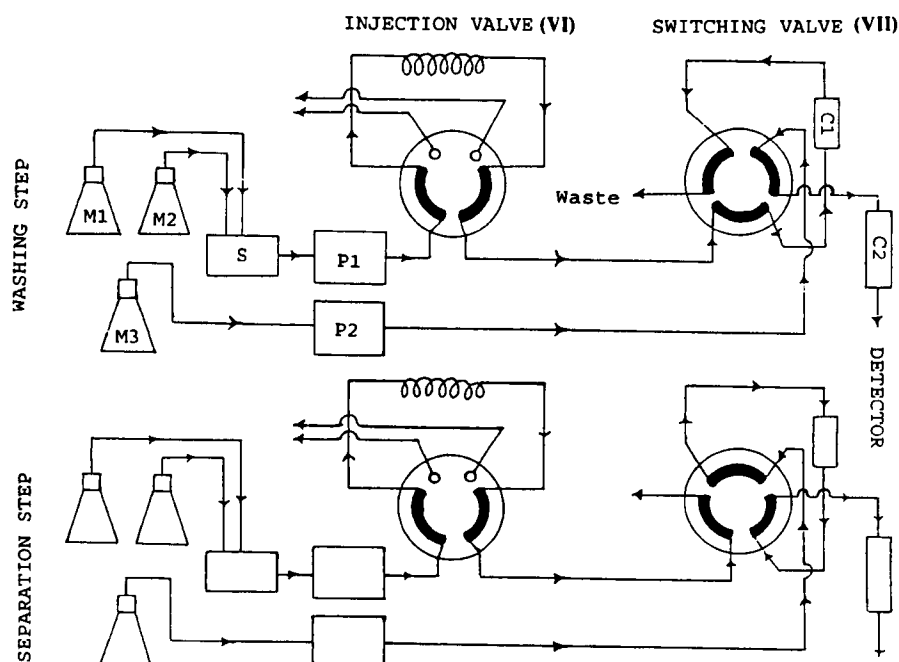 INJECTION VALVE (VI)
SWITCHING VALVE (VII)
WASHING STEP
M1
M2
S
P1
M3
P2
Waste
C1
C2
DETECTOR
SEPARATION STEP